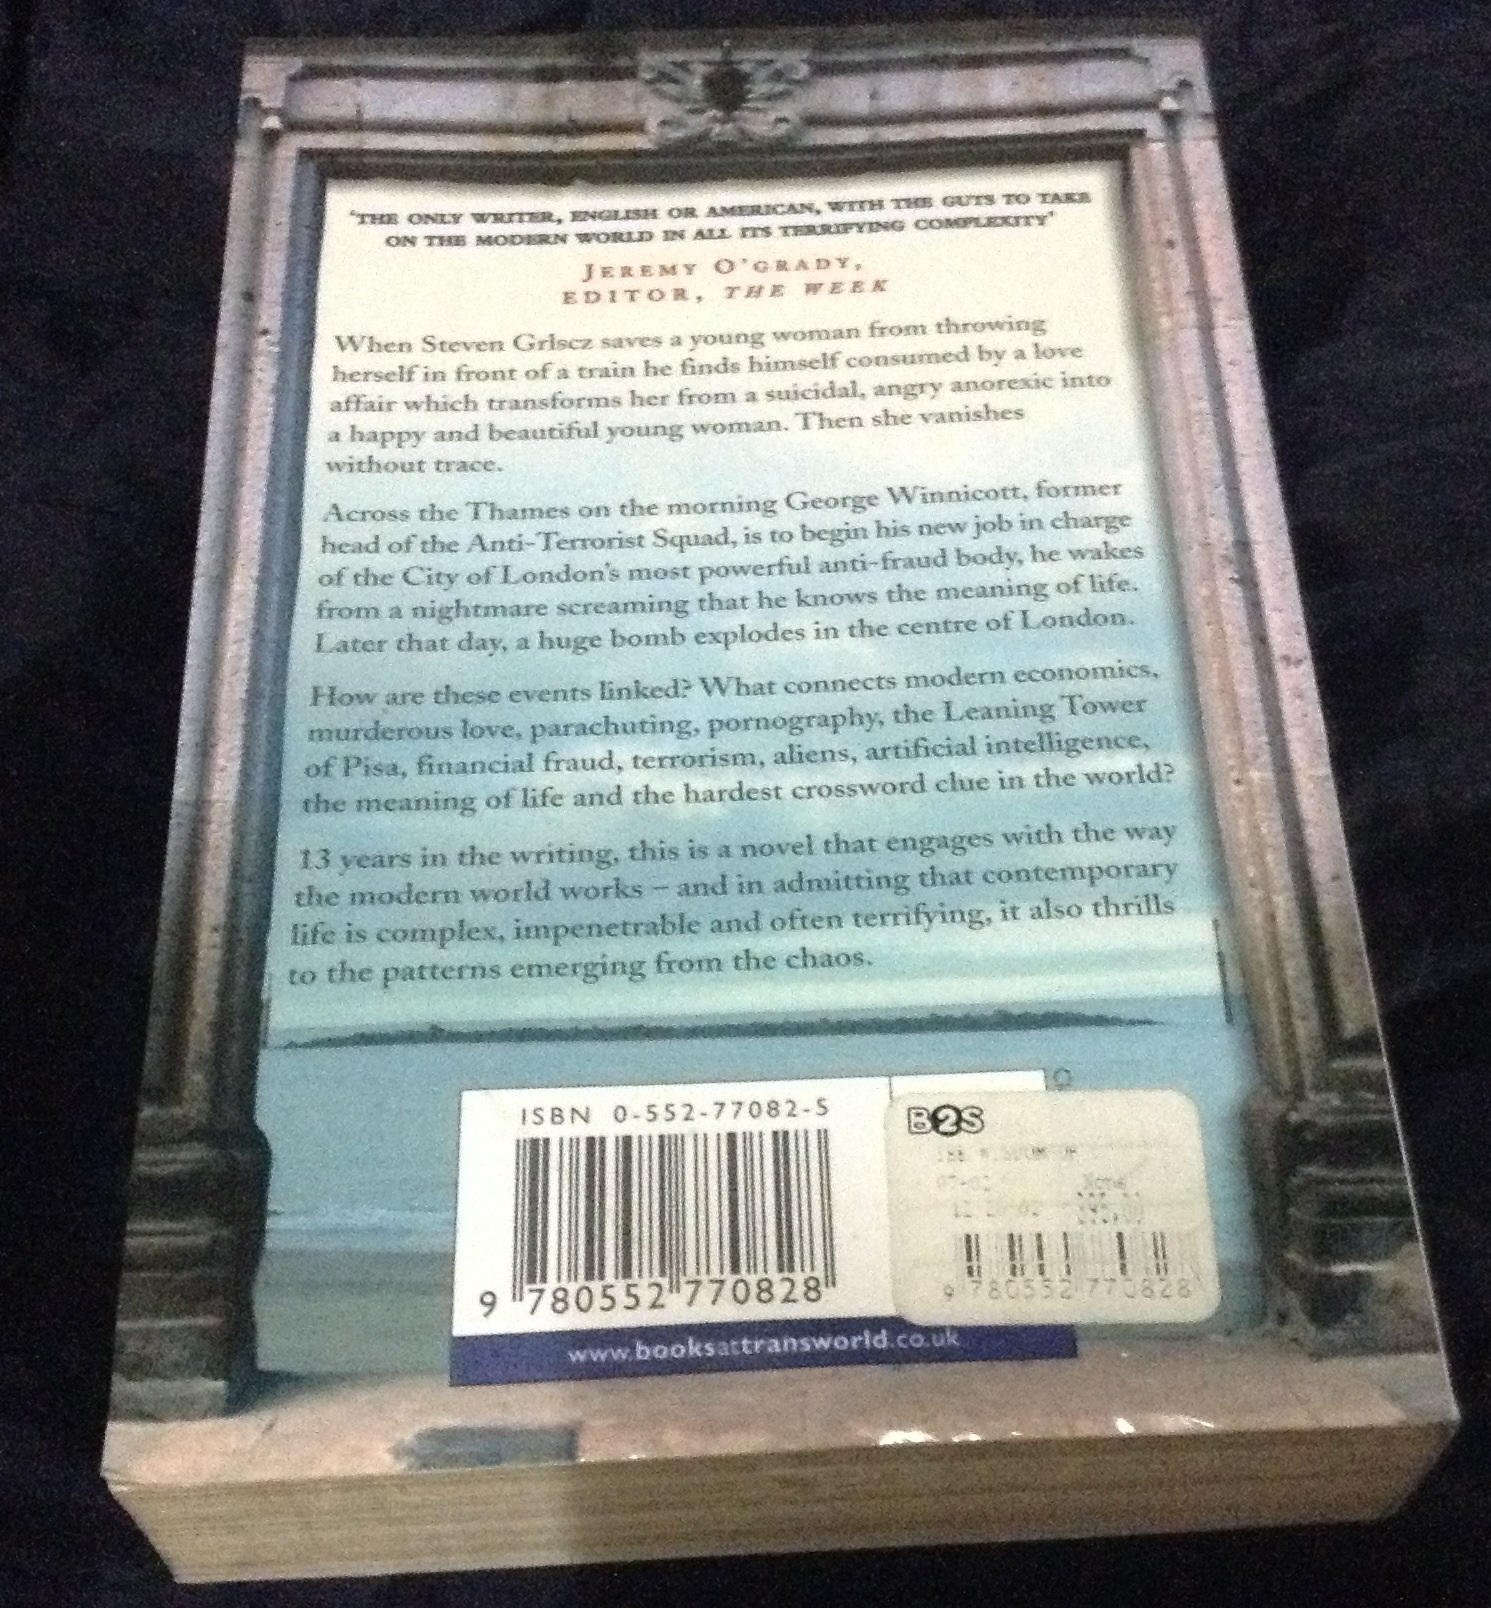 'THE ONLY WRITER, ENGLISH OR AMERICAN, WITH THE GUTS TO TAKE
ON THE MODERN WORLD IN ALL ITS TERRIFYING COMPLEXITY'
JEREMY O'GRADY,
EDITOR, THE WEEK
When Steven Grlscz saves a young woman from throwing
herself in front of a train he finds himself consumed by a love
affair which transforms her from a suicidal, angry anorexic into
a happy and beautiful young woman. Then she vanishes
without trace.
Across the Thames on the morning George Winnicott, former
head of the Anti-Terrorist Squad, is to begin his new job in charge
of the City of London's most powerful anti-fraud body, he wakes
from a nightmare screaming that he knows the meaning of life.
Later that day, a huge bomb explodes in the centre of London.
How are these events linked? What connects modern economics,
murderous love, parachuting, pornography, the Leaning Tower
of Pisa, financial fraud, terrorism, aliens, artificial intelligence,
the meaning of life and the hardest crossword clue in the world?
13 years in the writing, this is a novel that engages with the way
the modern world works – and in admitting that contemporary
life is complex, impenetrable and often terrifying, it also thrills
to the patterns emerging from the chaos.
ISBN 0-552-77082-5
9 780552 770828
B2S
9 780552 770828
www.booksattransworld.co.uk